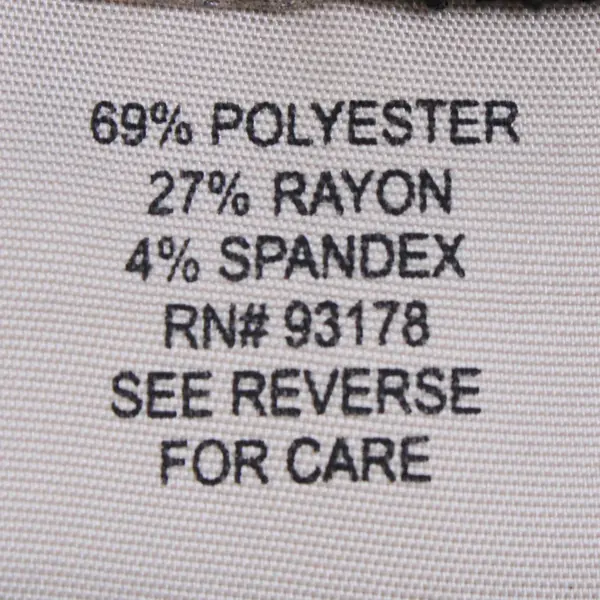 69% POLYESTER
27% RAYON
4% SPANDEX
RN# 93178
SEE REVERSE
FOR CARE